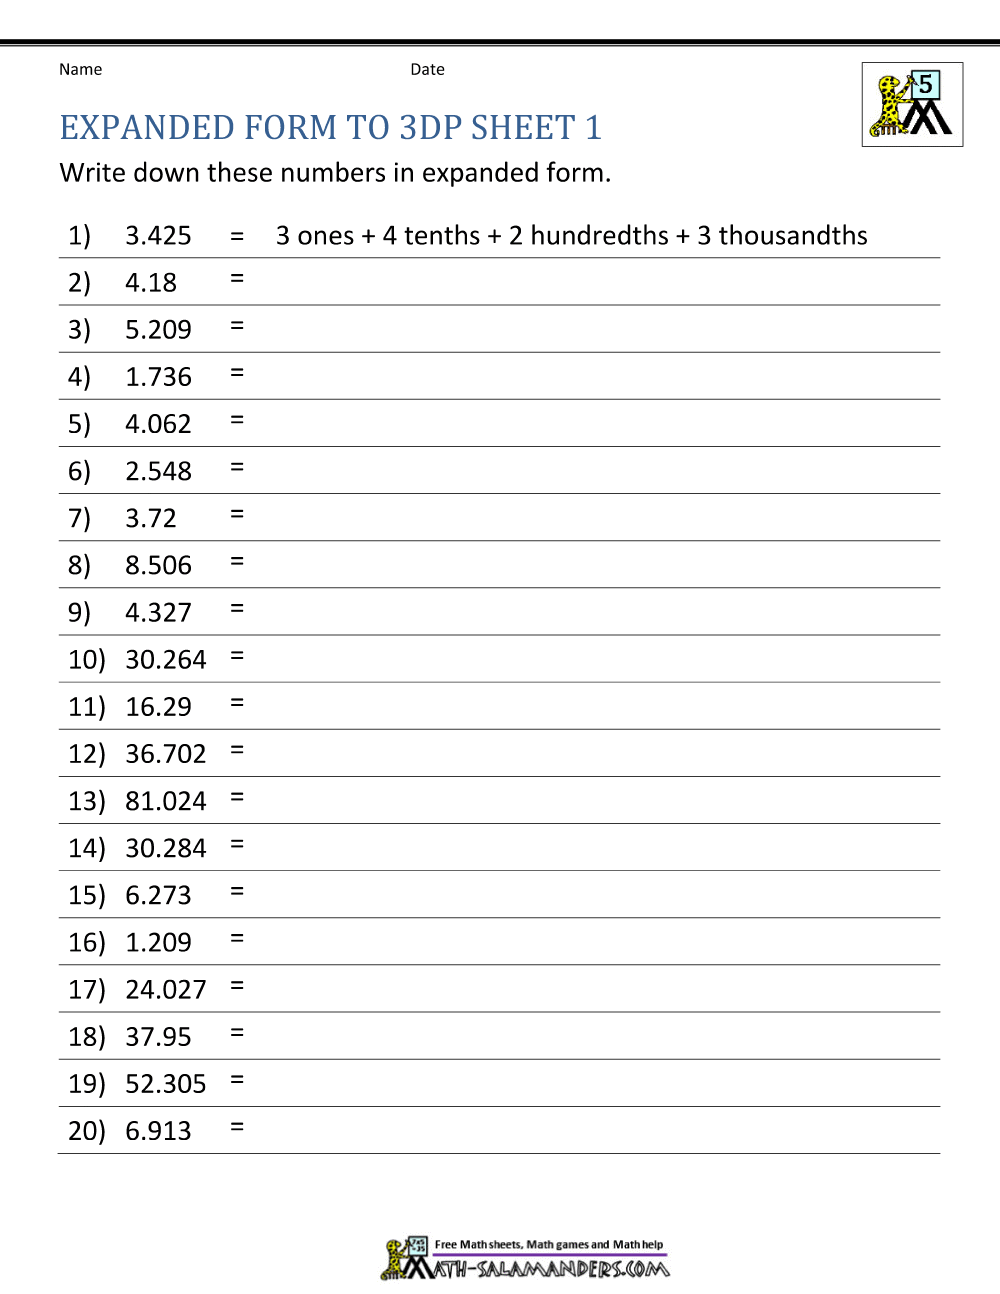 Name Date
5
EXPANDED FORM TO 3DP SHEET 1
Write down these numbers in expanded form.
1) 3.425 = 3 ones + 4 tenths + 2 hundredths + 3 thousandths
2) 4.18 =
3) 5.209 =
4) 1.736 =
5) 4.062 =
6) 2.548 =
7) 3.72 =
8) 8.506 =
9) 4.327 =
10) 30.264 =
11) 16.29 =
12) 36.702 =
13) 81.024 =
14) 30.284 =
15) 6.273 =
16) 1.209 =
17) 24.027 =
18) 37.95 =
19) 52.305 =
20) 6.913 =
Free Math sheets, Math games and Math help
MATH-SALAMANDERS.COM